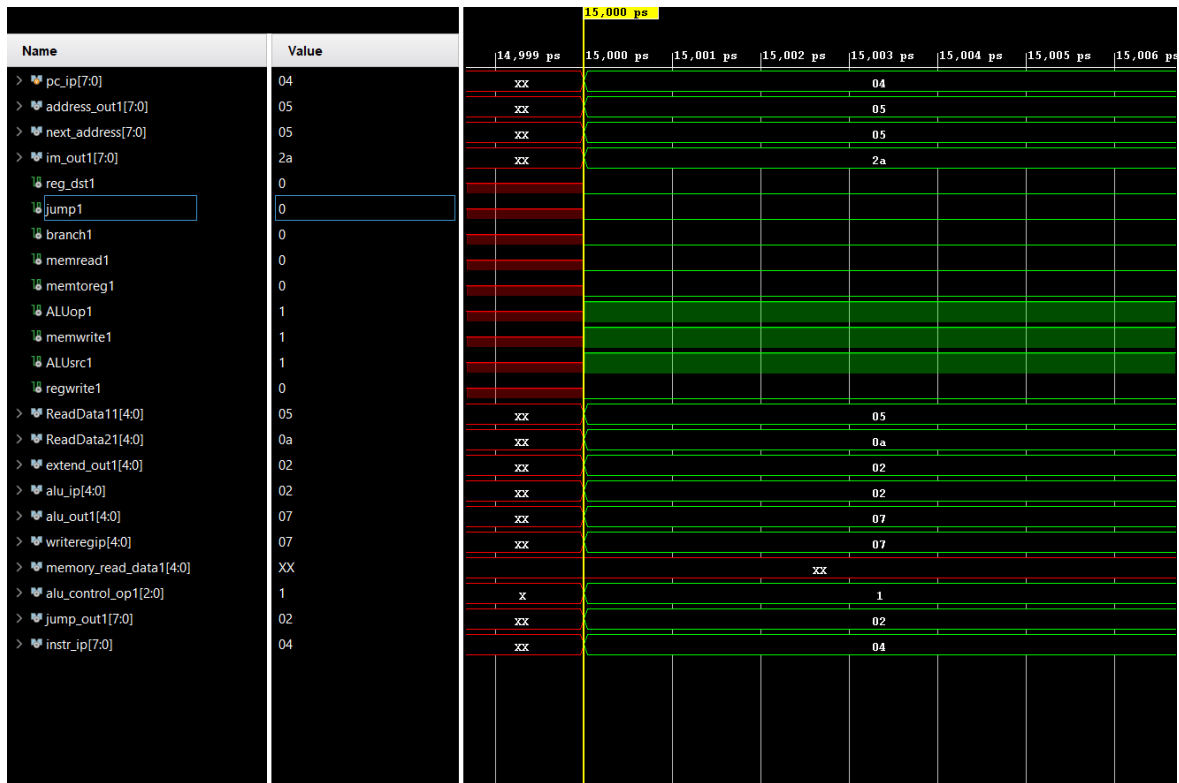 15,000 ps
Name Value 14,999 ps 15,000 ps 15,001 ps 15,002 ps 15,003 ps 15,004 ps 15,005 ps 15,006 ps
pc_ip[7:0] 04 XX 04
address_out1[7:0] 05 XX 05
next_address[7:0] 05 XX 05
im_out1[7:0] 2a XX 2a
reg_dst1 0
jump1 0
branch1 0
memread1 0
memtoreg1 0
ALUop1 1
memwrite1 1
ALUsrc1 1
regwrite1 0
ReadData11[4:0] 05 XX 05
ReadData21[4:0] 0a XX 0a
extend_out1[4:0] 02 XX 02
alu_ip[4:0] 02 XX 02
alu_out1[4:0] 07 XX 07
writeregip[4:0] 07 XX 07
memory_read_data1[4:0] XX XX
alu_control_op1[2:0] 1 X 1
jump_out1[7:0] 02 XX 02
instr_ip[7:0] 04 XX 04